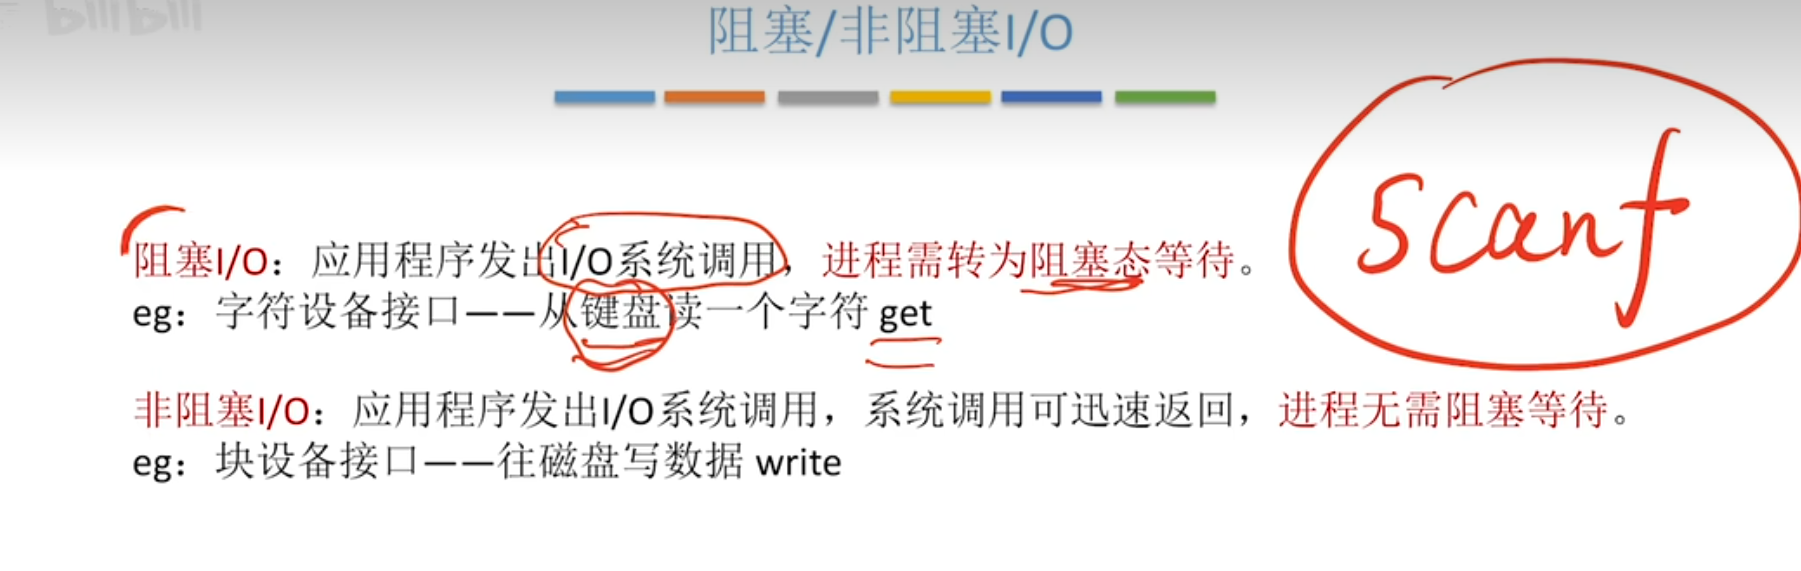 bilibili
阻塞/非阻塞I/O
scanf
阻塞I/O：应用程序发出I/O系统调用，进程需转为阻塞态等待。
eg：字符设备接口——从键盘读一个字符 get
非阻塞I/O：应用程序发出I/O系统调用，系统调用可迅速返回，进程无需阻塞等待。
eg：块设备接口——往磁盘写数据 write